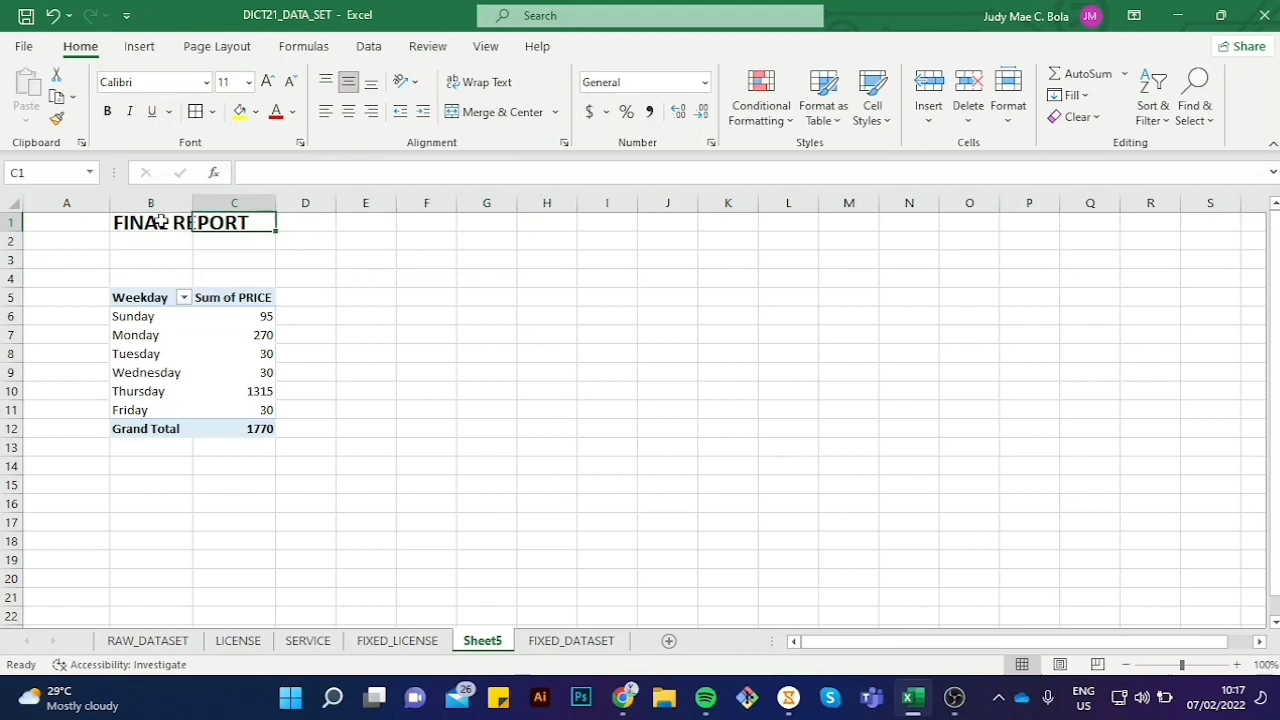 DICT21_DATA_SET - Excel
Search
Judy Mae C. Bola
JM
File Home Insert Page Layout Formulas Data Review View Help
Share
Paste
Calibri
11
B I U
Wrap Text
Merge & Center
General
$ %
Conditional Formatting
Format as Table
Cell Styles
Insert
Delete
Format
AutoSum
Fill
Clear
Sort & Filter
Find & Select
Clipboard Font Alignment Number Styles Cells Editing
C1
fx
A B C D E F G H I J K L M N O P Q R S
1 FINAL REPORT
2
3
4
5 Weekday Sum of PRICE
6 Sunday 95
7 Monday 270
8 Tuesday 30
9 Wednesday 30
10 Thursday 1315
11 Friday 30
12 Grand Total 1770
13
14
15
16
17
18
19
20
21
22
RAW_DATASET LICENSE SERVICE FIXED_LICENSE Sheet5 FIXED_DATASET
Ready Accessibility: Investigate 100%
29°C
Mostly cloudy
26
Ai
Ps
ENG
US
10:17
07/02/2022